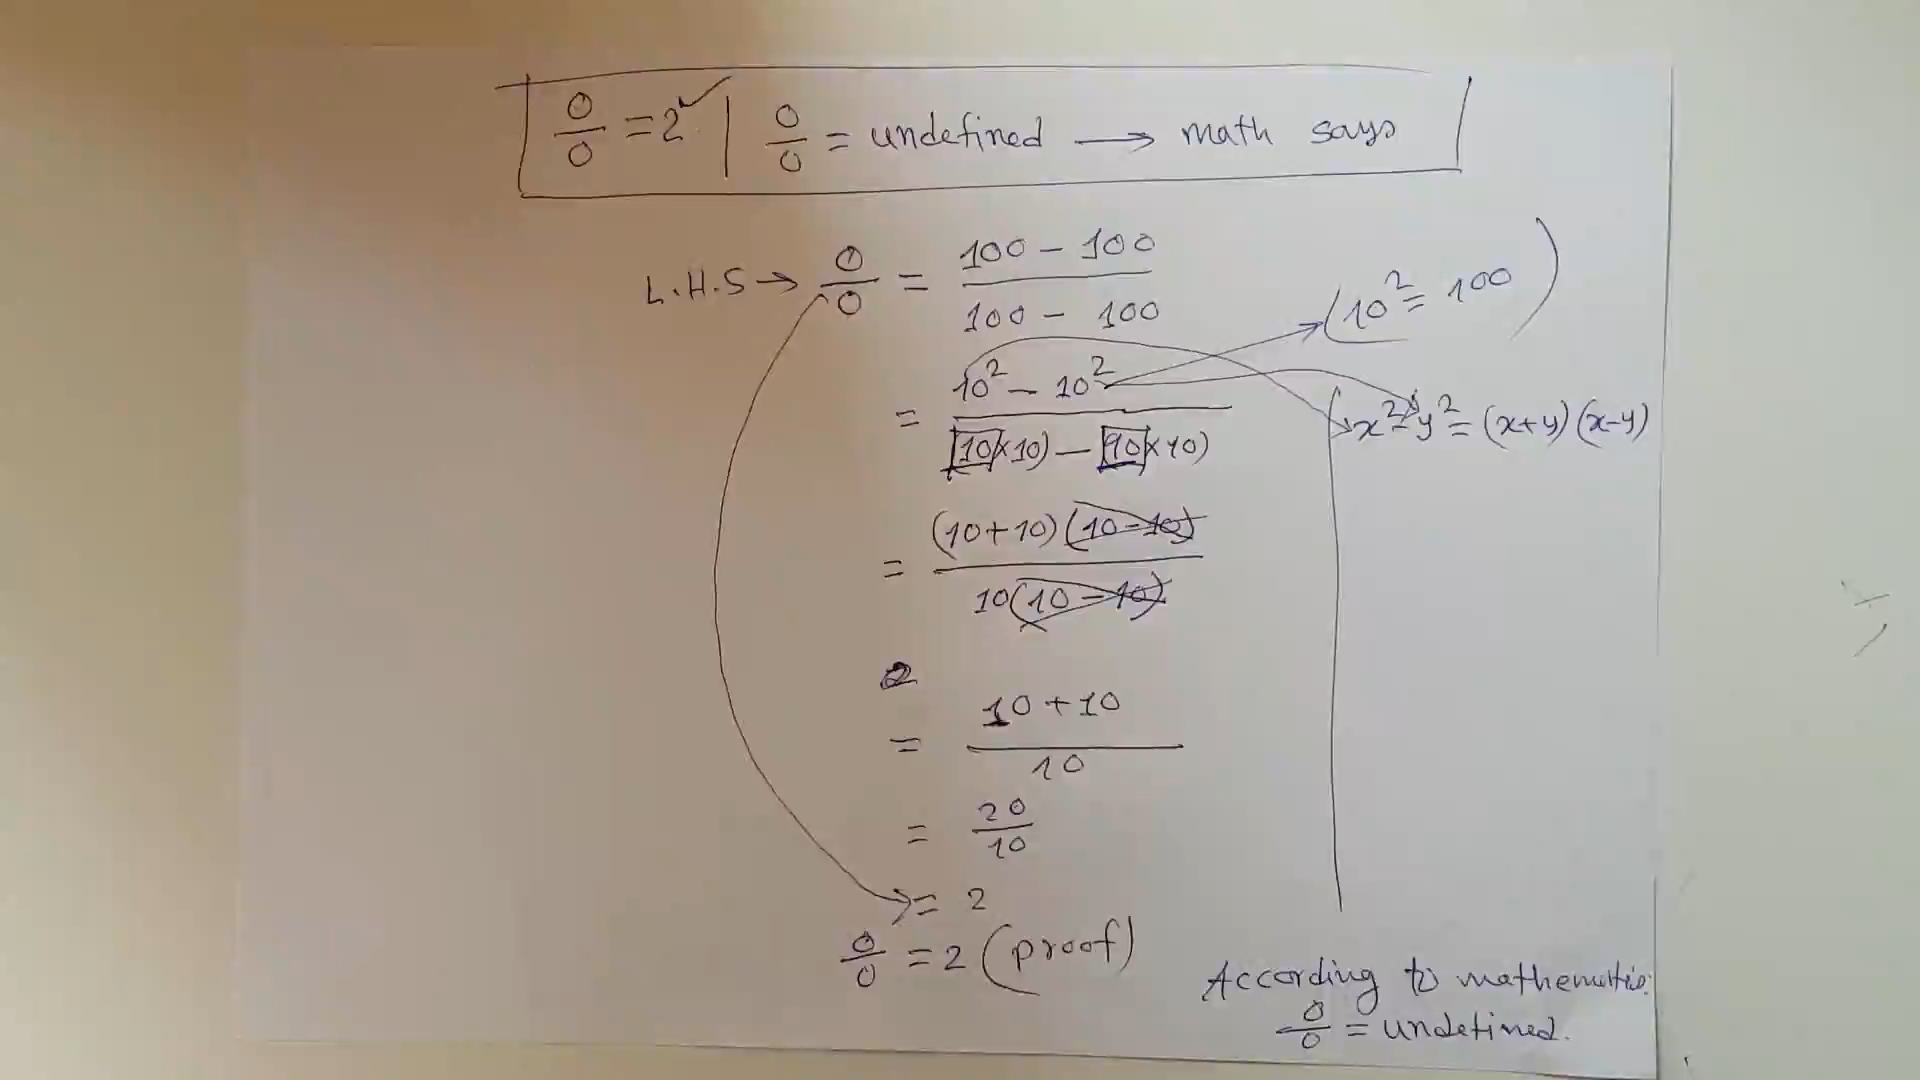 0/0 = 2 ✓ | 0/0 = undefined → math says
L.H.S → 0/0 = (100 - 100)/(100 - 100)
(10² = 100)
= (10² - 10²)/((10×10) - (10×10))
x² - y² = (x+y)(x-y)
= (10+10)(10-10)/10(10-10)
= (10+10)/10
= 20/10
= 2
0/0 = 2 (proof)
According to
0/0 = undefined.